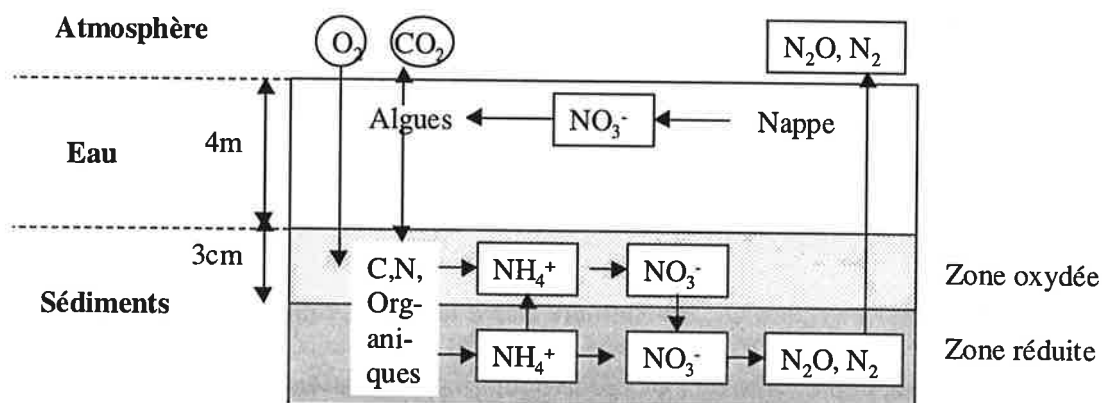 Atmosphère
O₂
CO₂
N₂O, N₂
Eau
4m
Algues
NO₃⁻
Nappe
Sédiments
3cm
C,N,
Org-
ani-
ques
NH₄⁺
NO₃⁻
Zone oxydée
NH₄⁺
NO₃⁻
N₂O, N₂
Zone réduite